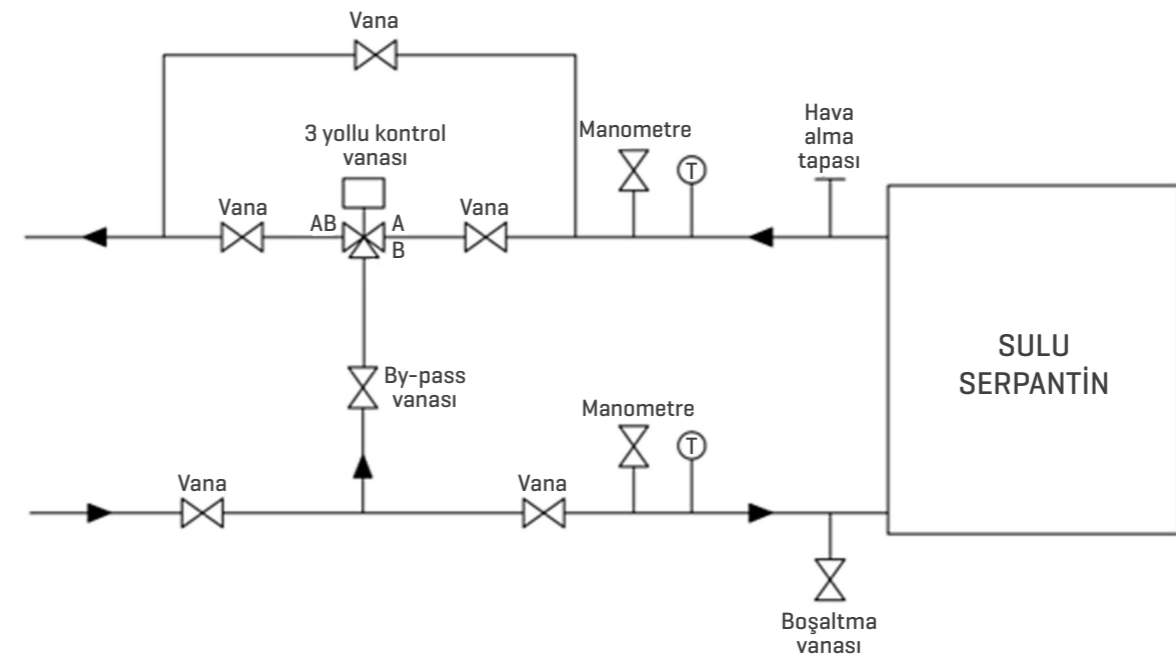 Vana
3 yollu kontrol
vanası
Manometre
Hava
alma
tapası
T
Vana
AB
A
B
Vana
SULU
SERPANTİN
By-pass
vanası
Manometre
T
Vana
Vana
Boşaltma
vanası